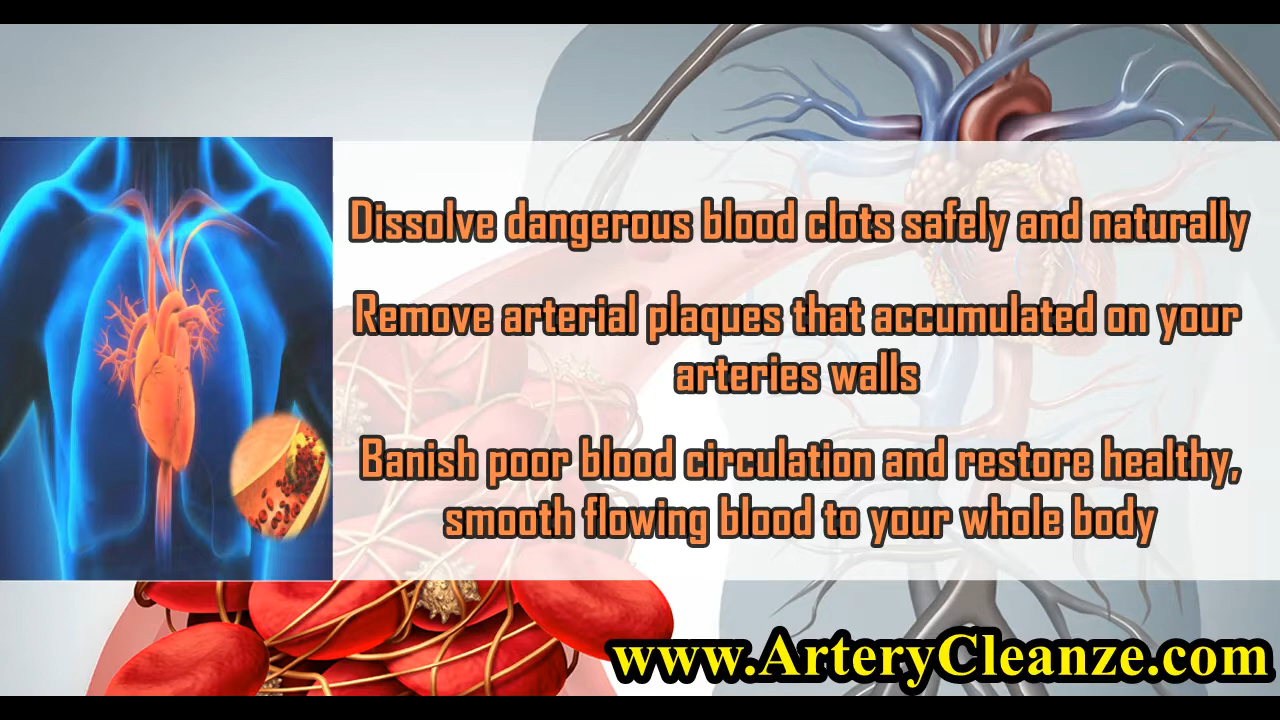 Dissolve dangerous blood clots safely and naturally
Remove arterial plaques that accumulated on your
arteries walls
Banish poor blood circulation and restore healthy,
smooth flowing blood to your whole body
www.ArteryCleanze.com